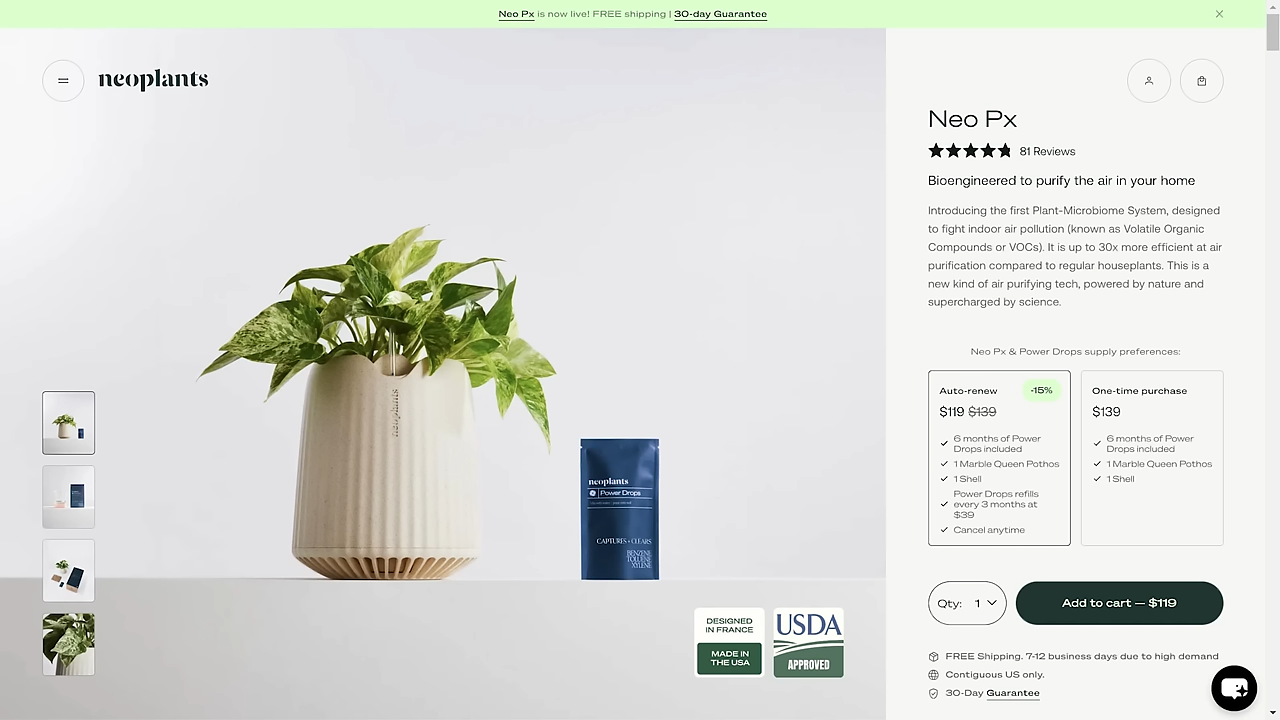 Neo Px is now live! FREE shipping | 30-day Guarantee
neoplants
Neo Px
81 Reviews
Bioengineered to purify the air in your home
Introducing the first Plant-Microbiome System, designed
to fight indoor air pollution (known as Volatile Organic
Compounds or VOCs). It is up to 30x more efficient at air
purification compared to regular houseplants. This is a
new kind of air purifying tech, powered by nature and
supercharged by science.
Neo Px & Power Drops supply preferences:
Auto-renew
-15%
$119 $139
6 months of Power
Drops included
1 Marble Queen Pothos
1 Shell
Power Drops refills
every 3 months at
$39
Cancel anytime
One-time purchase
$139
6 months of Power
Drops included
1 Marble Queen Pothos
1 Shell
Qty: 1
Add to cart — $119
FREE Shipping. 7-12 business days due to high demand
Contiguous US only.
30-Day Guarantee
neoplants
neoplants
Power Drops
CAPTURES + CLEARS
BENZENE
TOLUENE
XYLENE
DESIGNED
IN FRANCE
MADE IN
THE USA
USDA
APPROVED